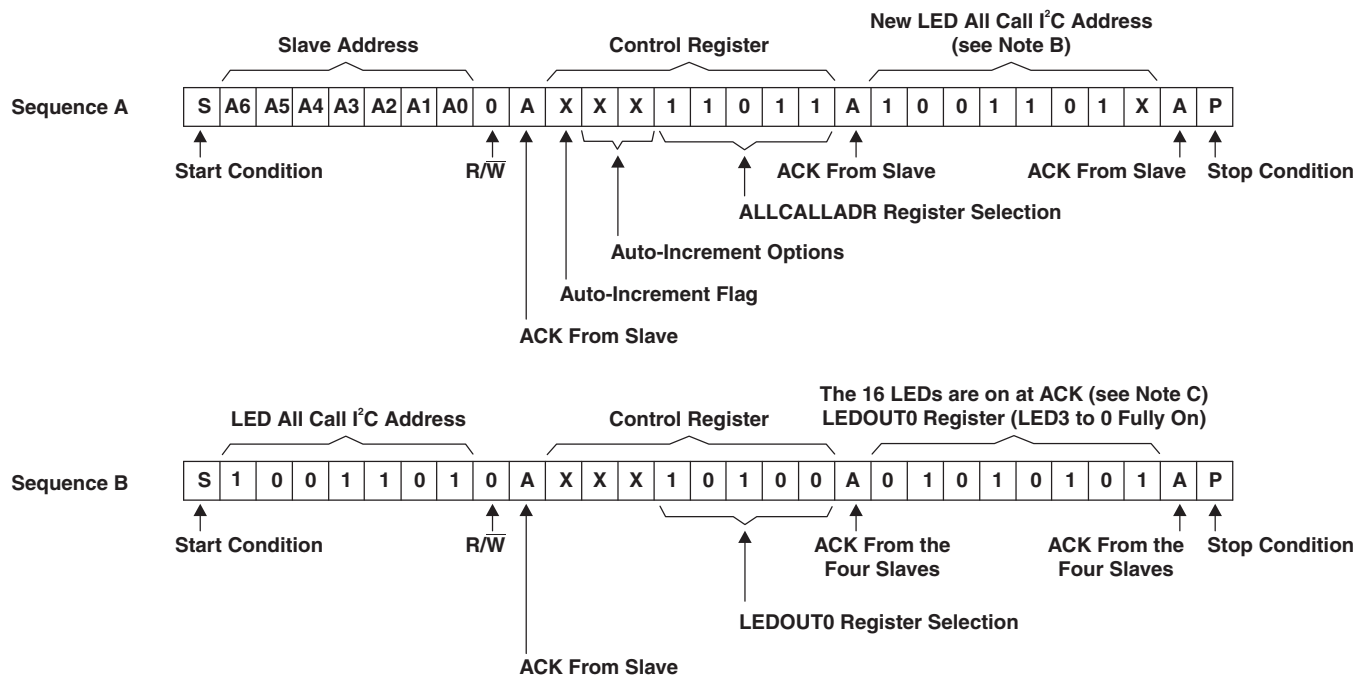 New LED All Call I²C Address
(see Note B)
Slave Address
Control Register
Sequence A
S A6 A5 A4 A3 A2 A1 A0 0 A X X X 1 1 0 1 1 A 1 0 0 1 1 0 1 X A P
Start Condition
R/W̅
ACK From Slave
ACK From Slave
Stop Condition
ALLCALLADR Register Selection
Auto-Increment Options
Auto-Increment Flag
ACK From Slave
The 16 LEDs are on at ACK (see Note C)
LEDOUT0 Register (LED3 to 0 Fully On)
LED All Call I²C Address
Control Register
Sequence B
S 1 0 0 1 1 0 1 0 A X X X 1 0 1 0 0 A 0 1 0 1 0 1 0 1 A P
Start Condition
R/W̅
ACK From the
Four Slaves
ACK From the
Four Slaves
Stop Condition
LEDOUT0 Register Selection
ACK From Slave